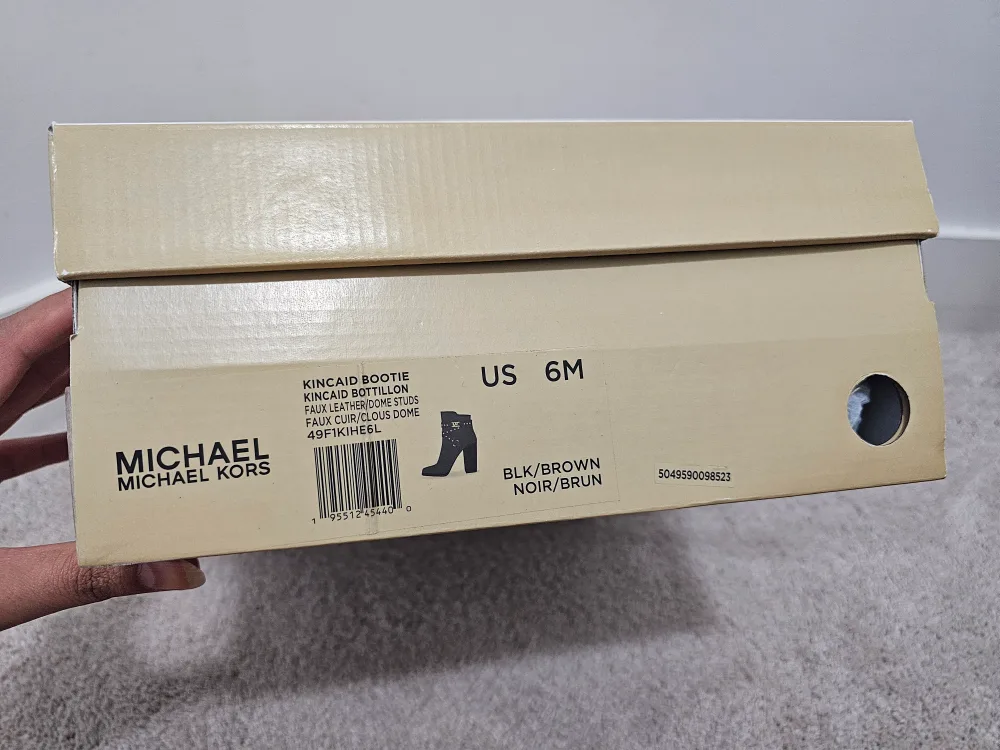 MICHAEL
MICHAEL KORS
KINCAID BOOTIE
KINCAID BOTTILLON
FAUX LEATHER/DOME STUDS
FAUX CUIR/CLOUS DOME
49F1KIHE6L
1 95512 45440 0
US 6M
BLK/BROWN
NOIR/BRUN
5049590098523